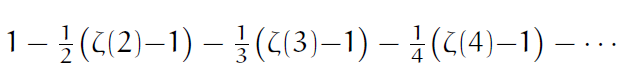 1 − 1/2 (ζ(2)−1) − 1/3 (ζ(3)−1) − 1/4 (ζ(4)−1) − ⋯